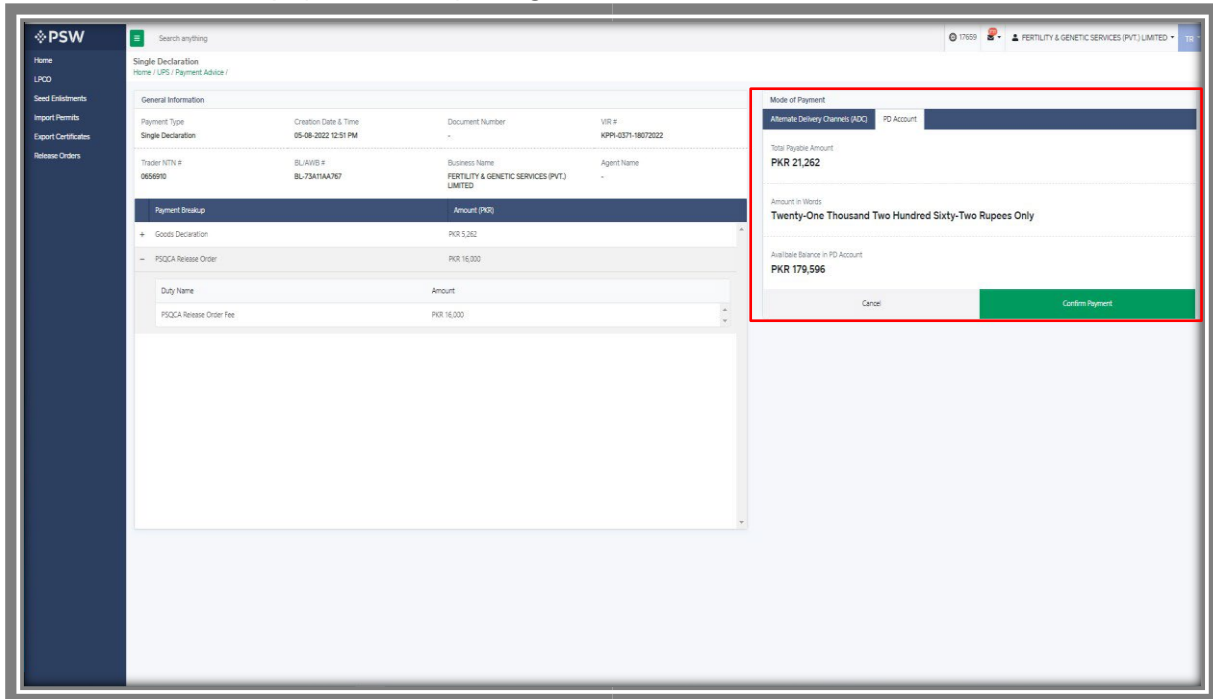 PSW
Search anything
17659
FERTILITY & GENETIC SERVICES (PVT.) LIMITED
TR
Home
LPCO
Seed Enlistments
Import Permits
Export Certificates
Release Orders
Single Declaration
Home / UPS / Payment Advice /
General Information
Payment Type
Creation Date & Time
Document Number
VIR #
Single Declaration
05-08-2022 12:51 PM
-
KPPI-0371-18072022
Trader NTN #
BL/AWB #
Business Name
Agent Name
0656910
BL-73A11AA767
FERTILITY & GENETIC SERVICES (PVT.)
LIMITED
-
Payment Breakup
Amount (PKR)
+ Goods Declaration
PKR 5,262
- PSQCA Release Order
PKR 16,000
Duty Name
Amount
PSQCA Release Order Fee
PKR 16,000
Mode of Payment
Alternate Delivery Channels (ADC)
PD Account
Total Payable Amount
PKR 21,262
Amount in Words
Twenty-One Thousand Two Hundred Sixty-Two Rupees Only
Availbale Balance in PD Account
PKR 179,596
Cancel
Confirm Payment